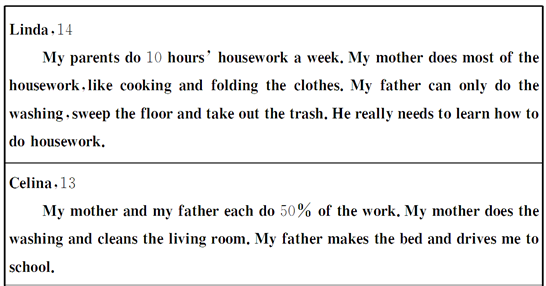 Linda, 14
My parents do 10 hours' housework a week. My mother does most of the
housework, like cooking and folding the clothes. My father can only do the
washing, sweep the floor and take out the trash. He really needs to learn how to
do housework.
Celina, 13
My mother and my father each do 50% of the work. My mother does the
washing and cleans the living room. My father makes the bed and drives me to
school.